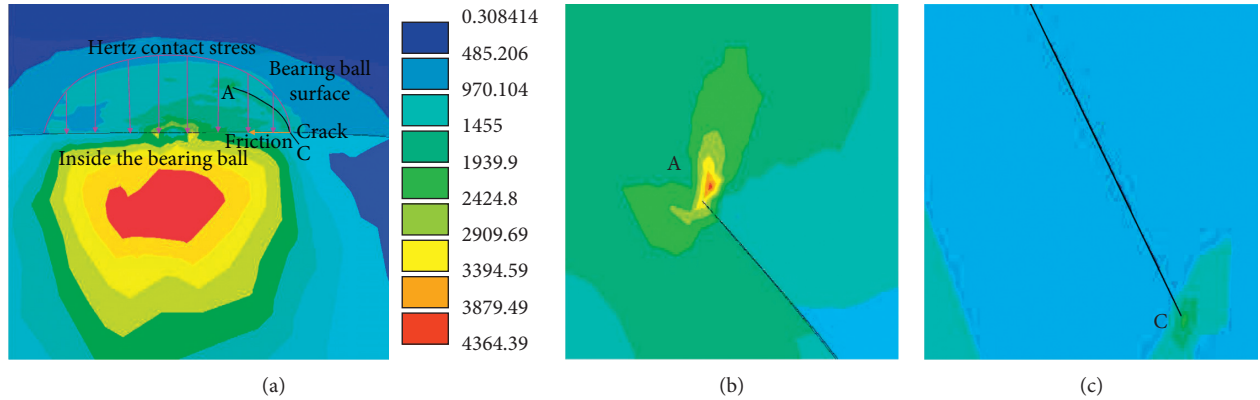 Hertz contact stress
Bearing ball
surface
A
Crack
Friction
C
Inside the bearing ball
0.308414
485.206
970.104
1455
1939.9
2424.8
2909.69
3394.59
3879.49
4364.39
A
C
(a)
(b)
(c)